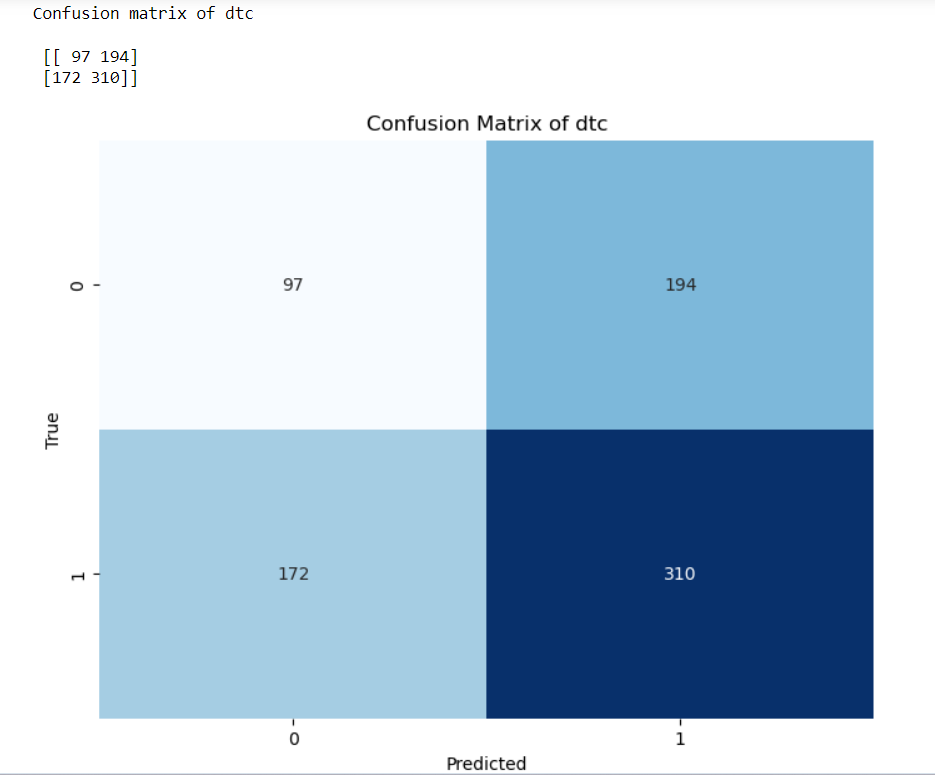 Confusion matrix of dtc
[[ 97 194]
[172 310]]
Confusion Matrix of dtc
0
97
194
True
1
172
310
0
1
Predicted